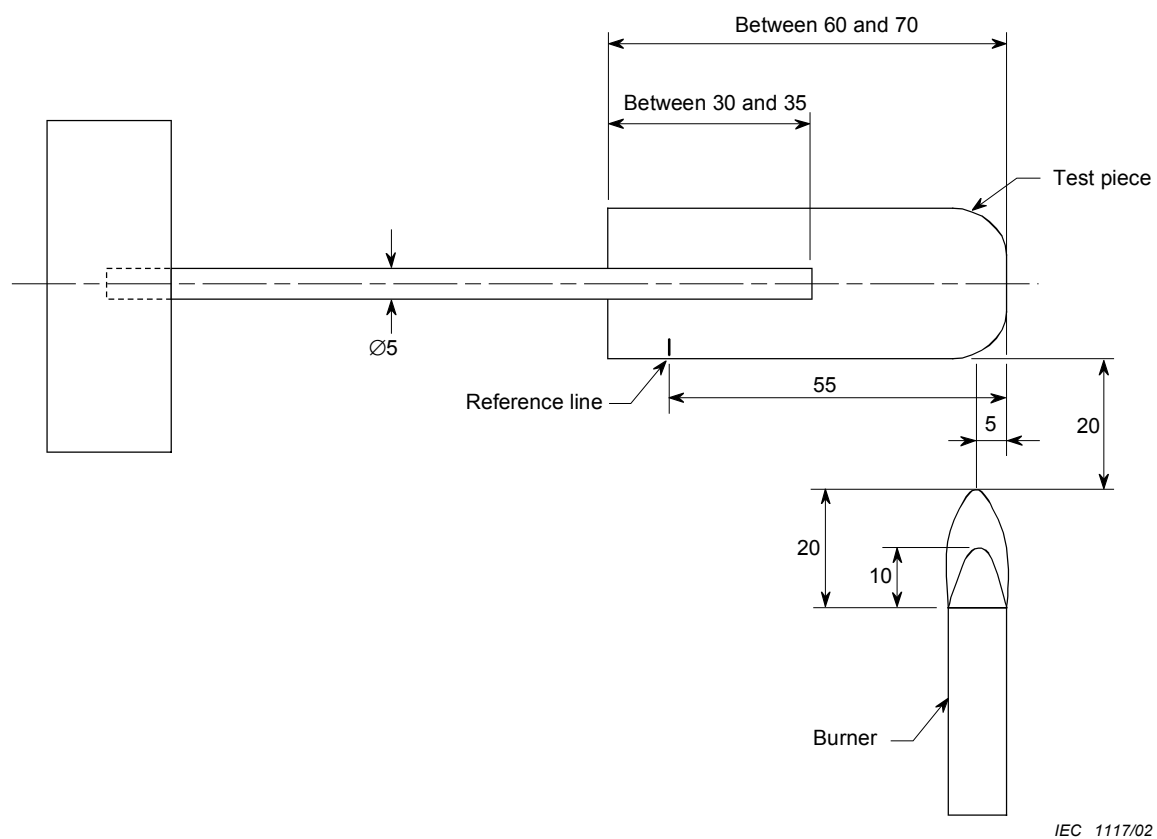 Between 60 and 70
Between 30 and 35
Test piece
∅5
Reference line
55
5
20
20
10
Burner
IEC 1117/02